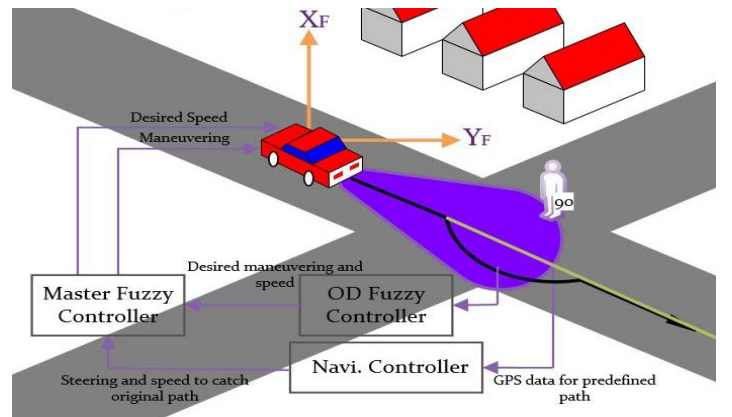 XF
Desired Speed
Maneuvering
YF
90
Desired maneuvering and
speed
Master Fuzzy
Controller
OD Fuzzy
Controller
Navi. Controller
Steering and speed to catch
original path
GPS data for predefined
path